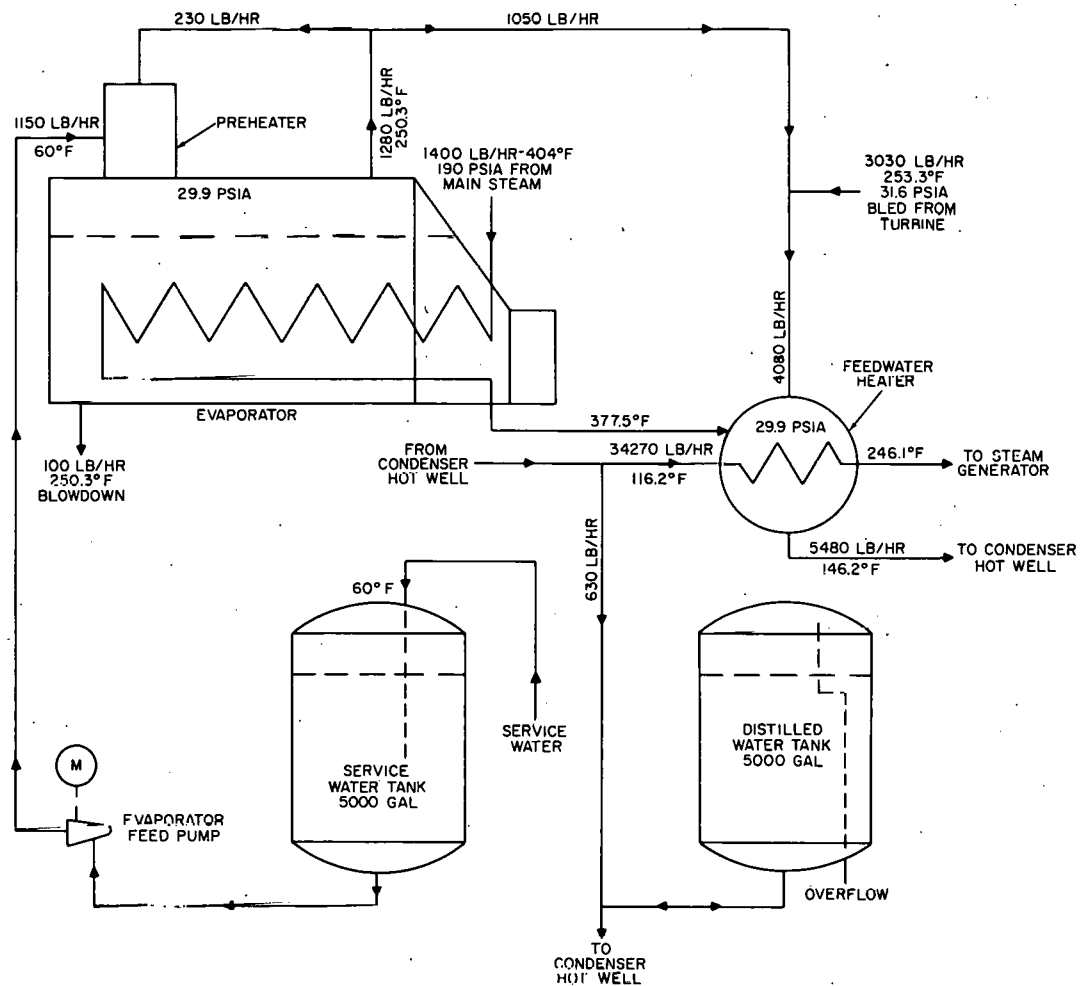 230 LB/HR
1050 LB/HR
1150 LB/HR
60°F
PREHEATER
1280 LB/HR
250.3°F
1400 LB/HR-404°F
190 PSIA FROM
MAIN STEAM
29.9 PSIA
3030 LB/HR
253.3°F
31.6 PSIA
BLED FROM
TURBINE
4080 LB/HR
FEEDWATER
HEATER
EVAPORATOR
377.5°F
29.9 PSIA
100 LB/HR
250.3°F
BLOWDOWN
FROM
CONDENSER
HOT WELL
34270 LB/HR
116.2°F
246.1°F
TO STEAM
GENERATOR
5480 LB/HR
146.2°F
TO CONDENSER
HOT WELL
630 LB/HR
60°F
SERVICE
WATER
SERVICE
WATER TANK
5000 GAL
DISTILLED
WATER TANK
5000 GAL
M
EVAPORATOR
FEED PUMP
OVERFLOW
TO
CONDENSER
HOT WELL